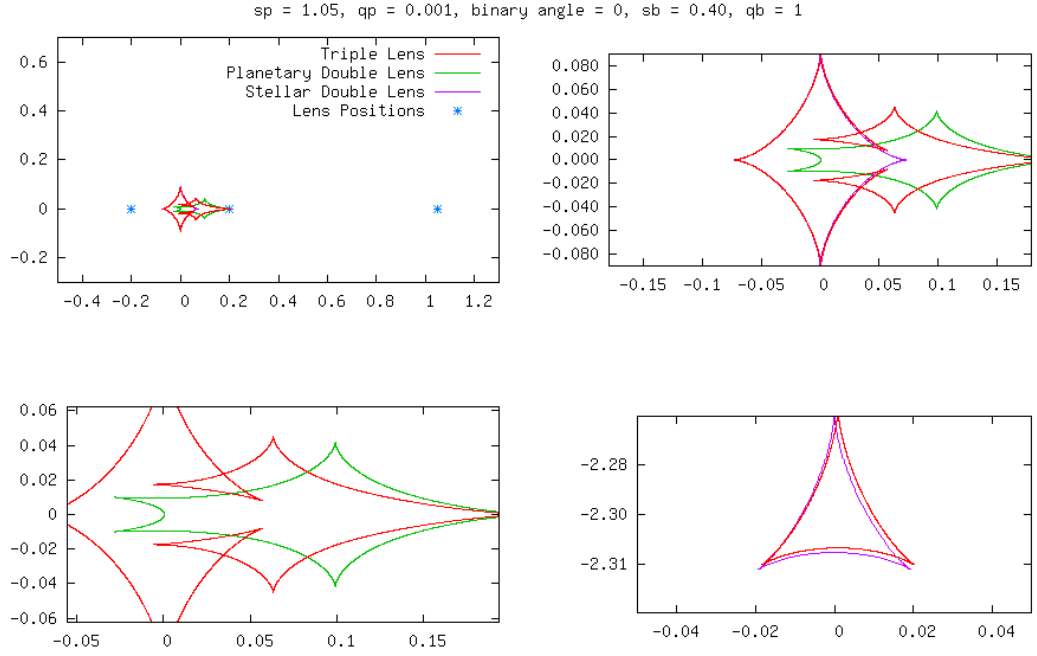 sp = 1.05, qp = 0.001, binary angle = 0, sb = 0.40, qb = 1
Triple Lens
Planetary Double Lens
Stellar Double Lens
Lens Positions
0.6
0.4
0.2
0
-0.2
-0.4 -0.2 0 0.2 0.4 0.6 0.8 1 1.2
0.080
0.060
0.040
0.020
0.000
-0.020
-0.040
-0.060
-0.080
-0.15 -0.1 -0.05 0 0.05 0.10 0.15
0.06
0.04
0.02
0
-0.02
-0.04
-0.06
-0.05 0 0.05 0.1 0.15
-2.28
-2.30
-2.31
-0.04 -0.02 0 0.02 0.04